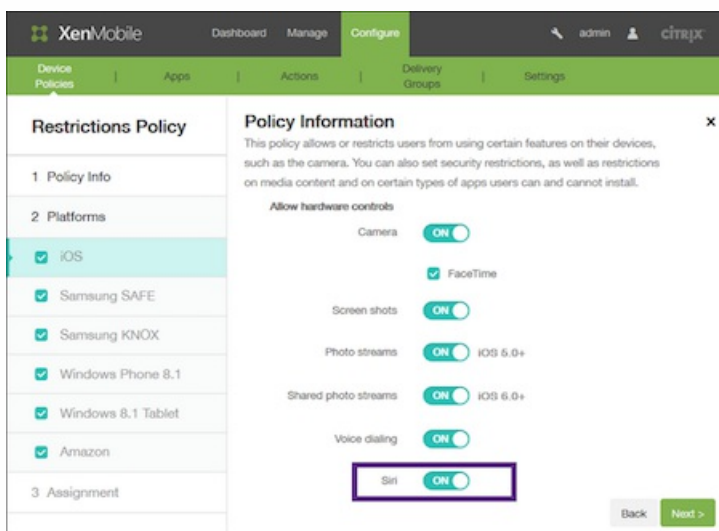 XenMobile Dashboard Manage Configure admin CITRIX
Device Policies Apps Actions Delivery Groups Settings
Restrictions Policy
1 Policy Info
2 Platforms
iOS
Samsung SAFE
Samsung KNOX
Windows Phone 8.1
Windows 8.1 Tablet
Amazon
3 Assignment
Policy Information
This policy allows or restricts users from using certain features on their devices,
such as the camera. You can also set security restrictions, as well as restrictions
on media content and on certain types of apps users can and cannot install.
Allow hardware controls
Camera ON
FaceTime
Screen shots ON
Photo streams ON iOS 5.0+
Shared photo streams ON iOS 6.0+
Voice dialing ON
Siri ON
Back Next >